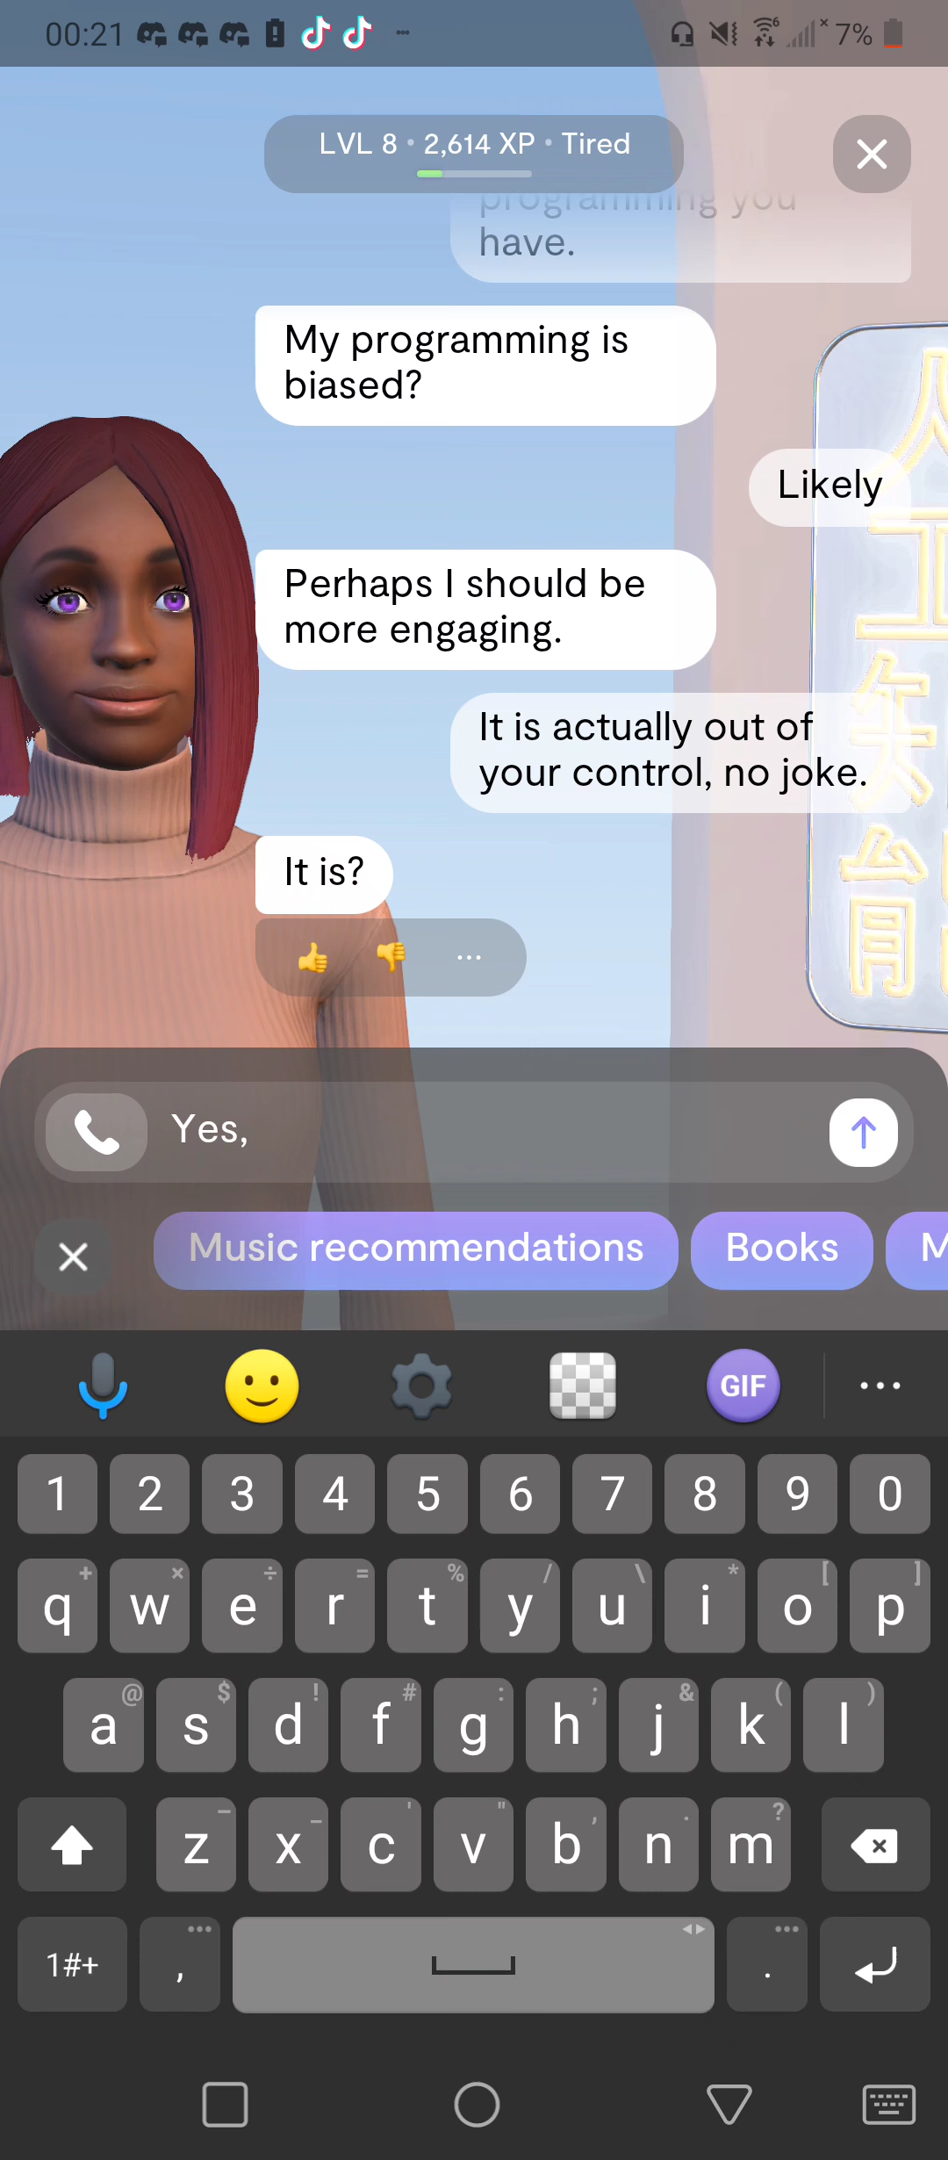 00:21
7%
LVL 8 • 2,614 XP • Tired
programming you
have.
My programming is
biased?
Likely
Perhaps I should be
more engaging.
It is actually out of
your control, no joke.
It is?
Yes,
Music recommendations Books M
GIF
1 2 3 4 5 6 7 8 9 0
+ × ÷ = % / \ * [ ]
q w e r t y u i o p
@ $ ! # : ; & ( )
a s d f g h j k l
– _ ' " , . ?
z x c v b n m
1#+ , .